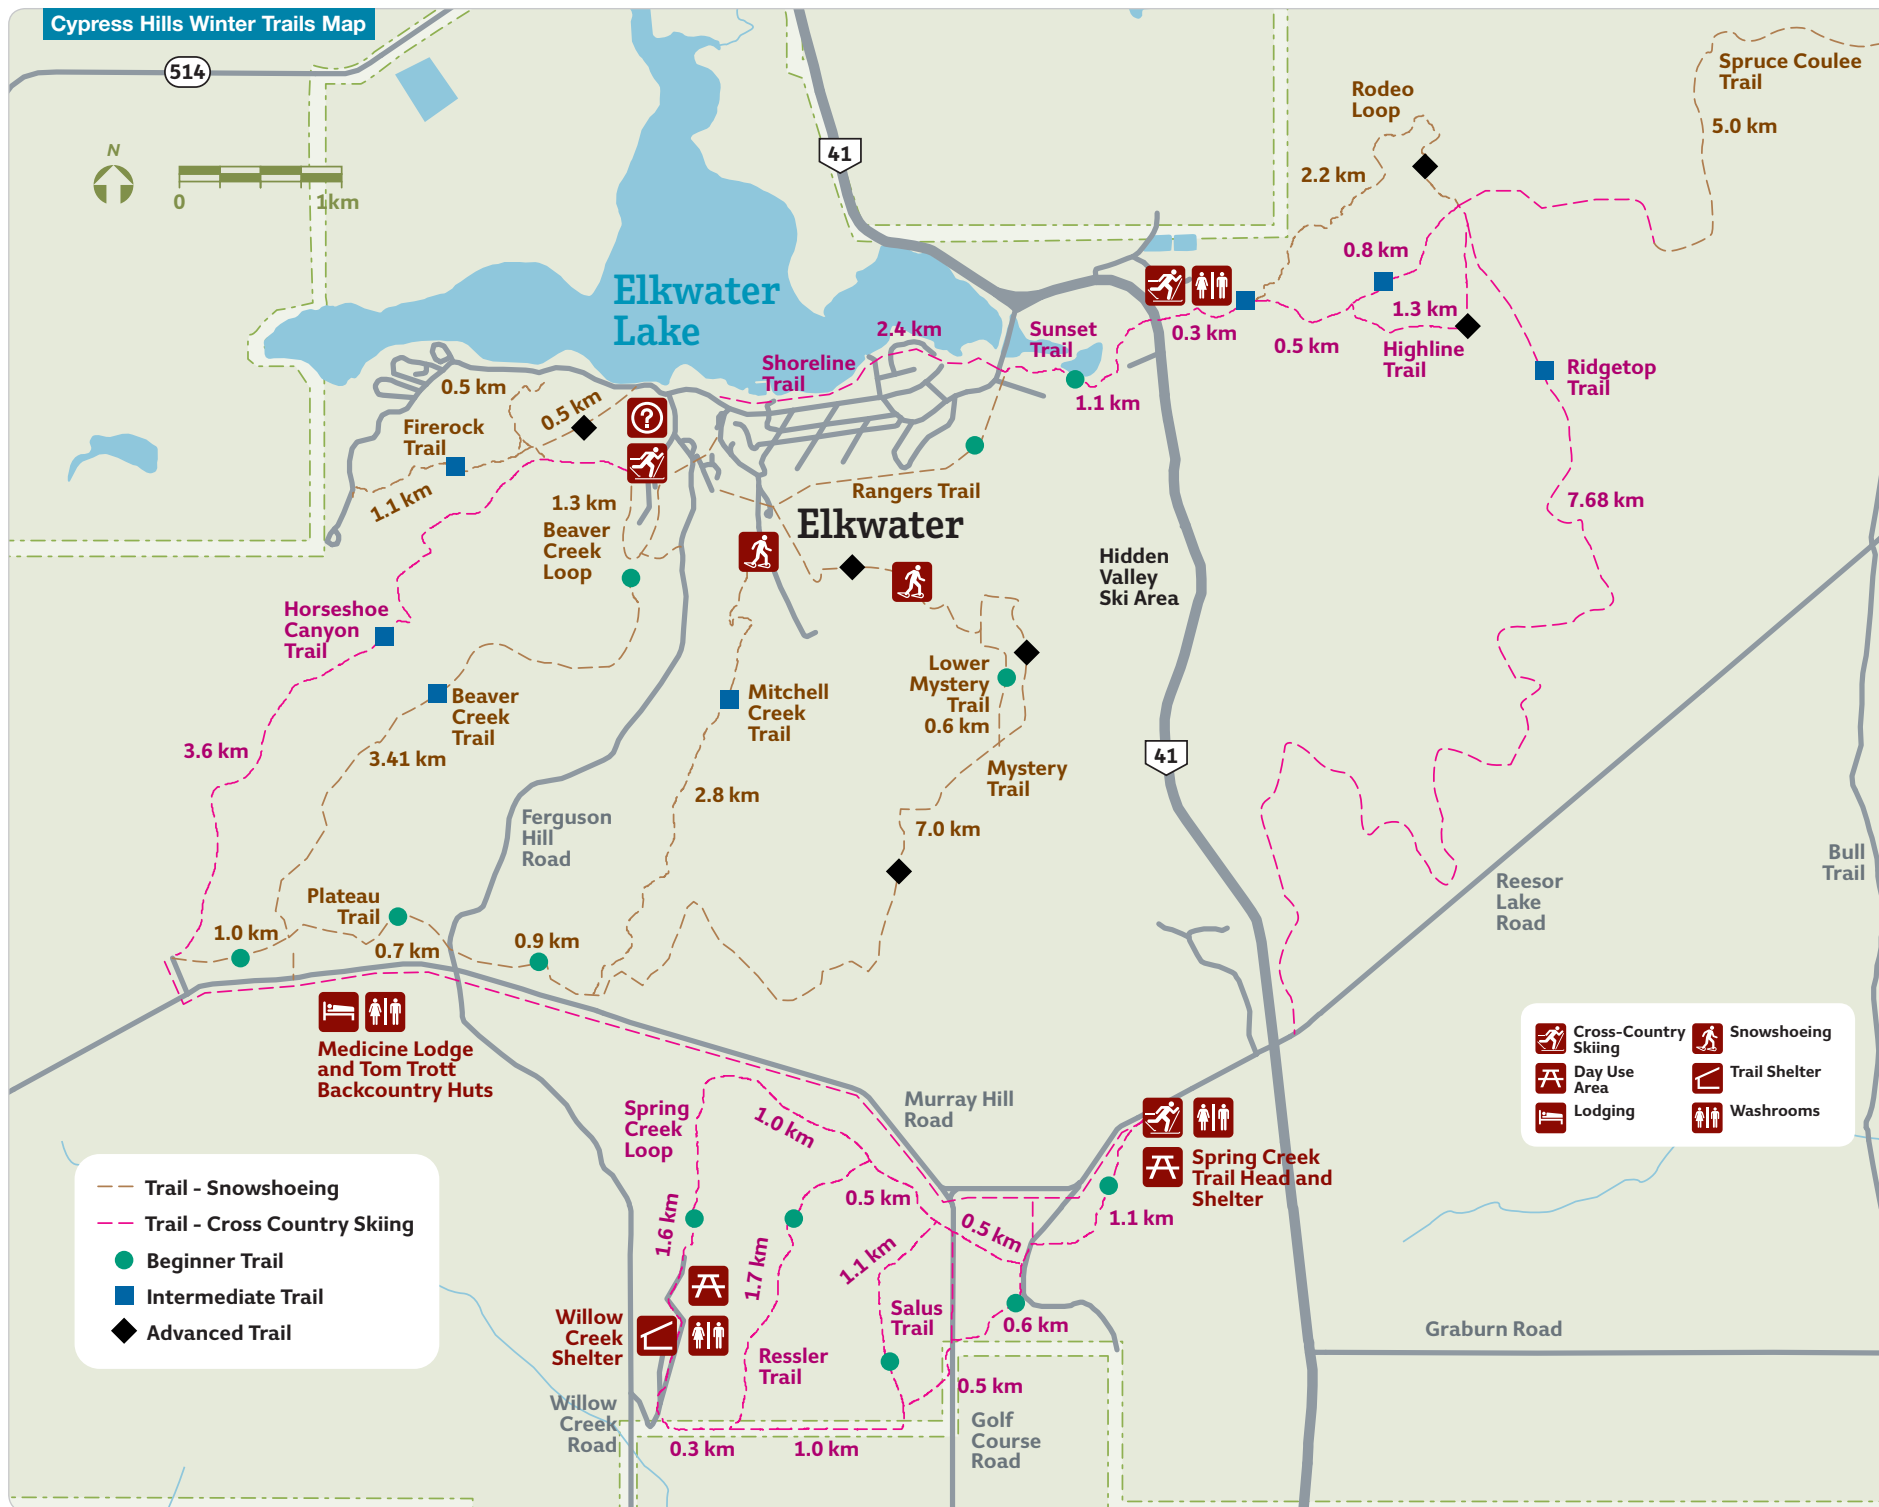 Cypress Hills Winter Trails Map
514
N
0
1km
41
Rodeo
Loop
2.2 km
Spruce Coulee
Trail
5.0 km
0.8 km
1.3 km
Highline
Trail
0.5 km
0.3 km
Ridgetop
Trail
7.68 km
Elkwater
Lake
2.4 km
Shoreline
Trail
Sunset
Trail
1.1 km
0.5 km
0.5 km
Firerock
Trail
1.1 km
?
1.3 km
Beaver
Creek
Loop
Rangers Trail
Elkwater
Hidden
Valley
Ski Area
Horseshoe
Canyon
Trail
3.6 km
Beaver
Creek
Trail
3.41 km
Mitchell
Creek
Trail
2.8 km
Lower
Mystery
Trail
0.6 km
Mystery
Trail
7.0 km
41
Ferguson
Hill
Road
Bull
Trail
Reesor
Lake
Road
Plateau
Trail
1.0 km
0.7 km
0.9 km
Medicine Lodge
and Tom Trott
Backcountry Huts
Murray Hill
Road
Spring
Creek
Loop
1.0 km
1.6 km
1.7 km
0.5 km
0.5 km
1.1 km
1.1 km
Spring Creek
Trail Head and
Shelter
Salus
Trail
0.6 km
Ressler
Trail
Willow
Creek
Shelter
0.5 km
Willow
Creek
Road
0.3 km
1.0 km
Golf
Course
Road
Graburn Road
Cross-Country
Skiing
Snowshoeing
Day Use
Area
Trail Shelter
Lodging
Washrooms
Trail - Snowshoeing
Trail - Cross Country Skiing
Beginner Trail
Intermediate Trail
Advanced Trail